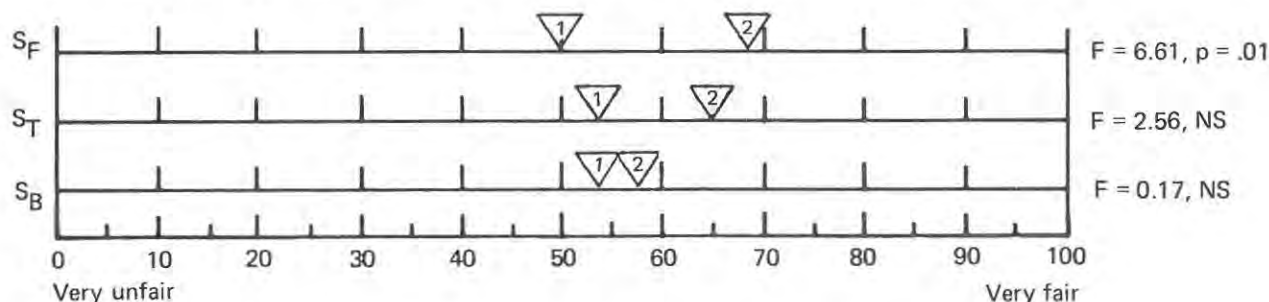 S_F 1 2 F = 6.61, p = .01
S_T 1 2 F = 2.56, NS
S_B 1 2 F = 0.17, NS
0 10 20 30 40 50 60 70 80 90 100
Very unfair Very fair